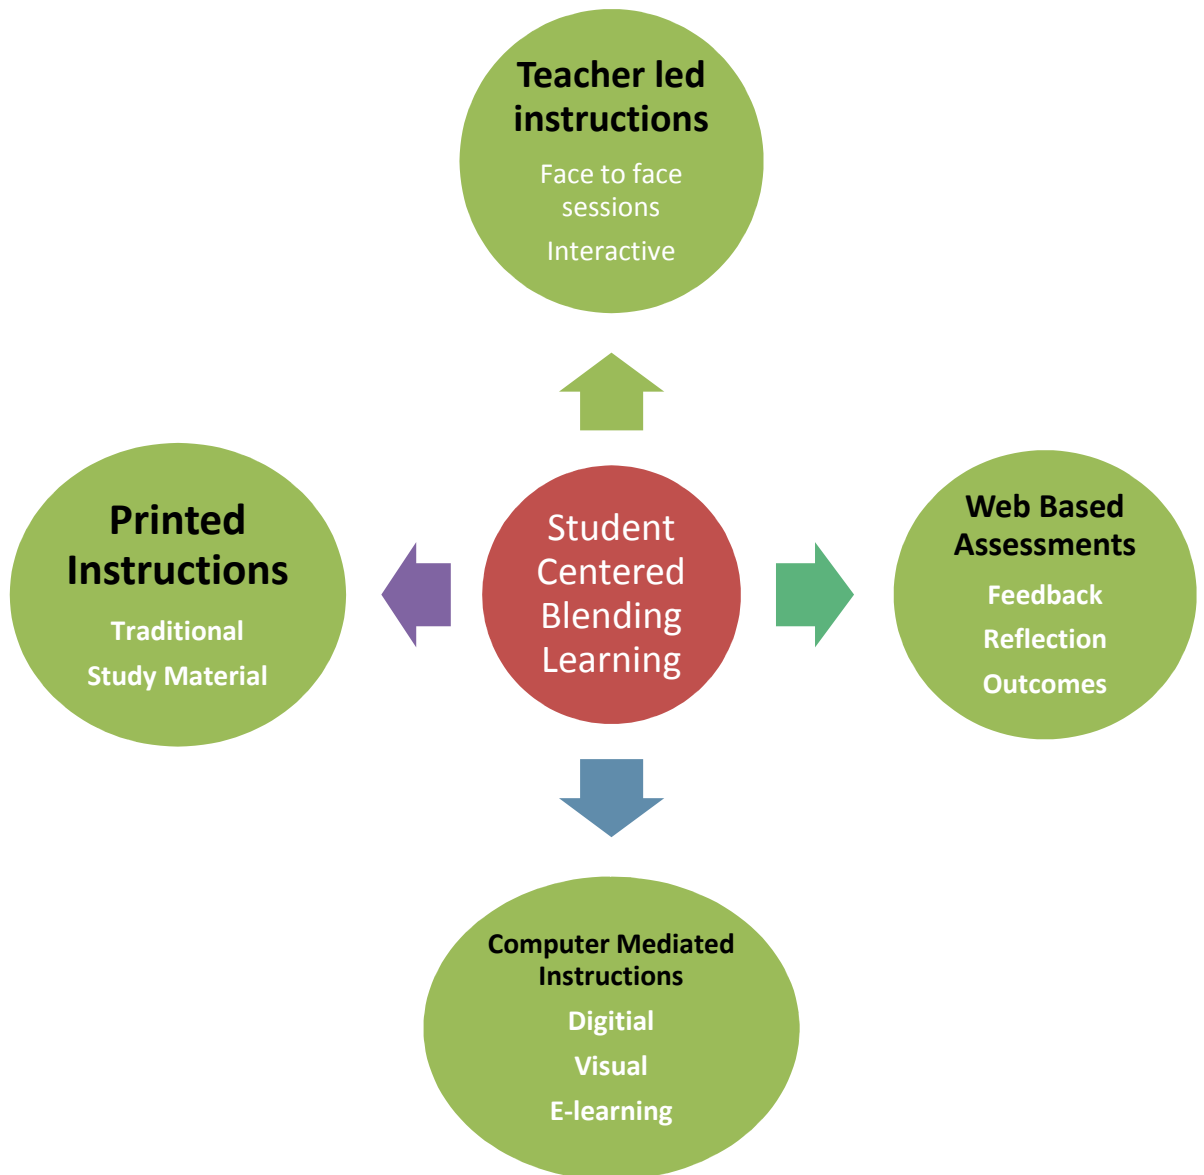 Teacher led
instructions
Face to face
sessions
Interactive
Printed
Instructions
Traditional
Study Material
Student
Centered
Blending
Learning
Web Based
Assessments
Feedback
Reflection
Outcomes
Computer Mediated
Instructions
Digitial
Visual
E-learning